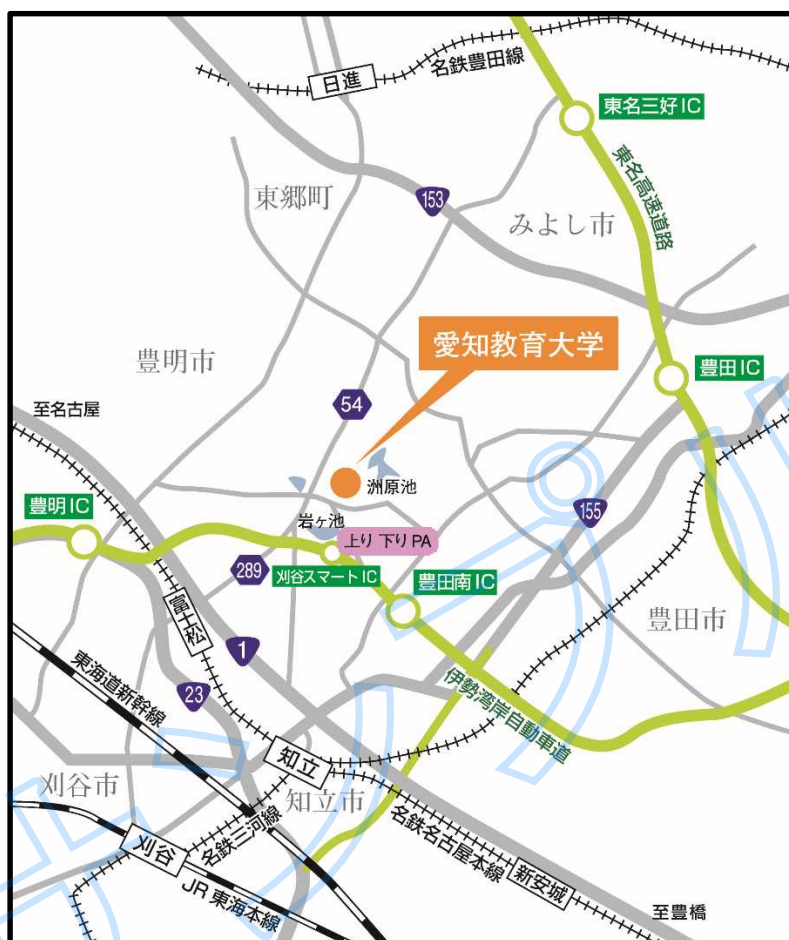 名鉄豊田線
日進
東名三好IC
東郷町
153
東名高速道路
みよし市
愛知教育大学
豊明市
豊田IC
54
至名古屋
洲原池
豊明IC
岩ヶ池
155
上り 下りPA
289
刈谷スマートIC
豊田南IC
富士松
豊田市
1
東海道新幹線
23
伊勢湾岸自動車道
知立
刈谷市
知立市
刈谷
名鉄三河線
名鉄名古屋本線
新安城
JR東海本線
至豊橋